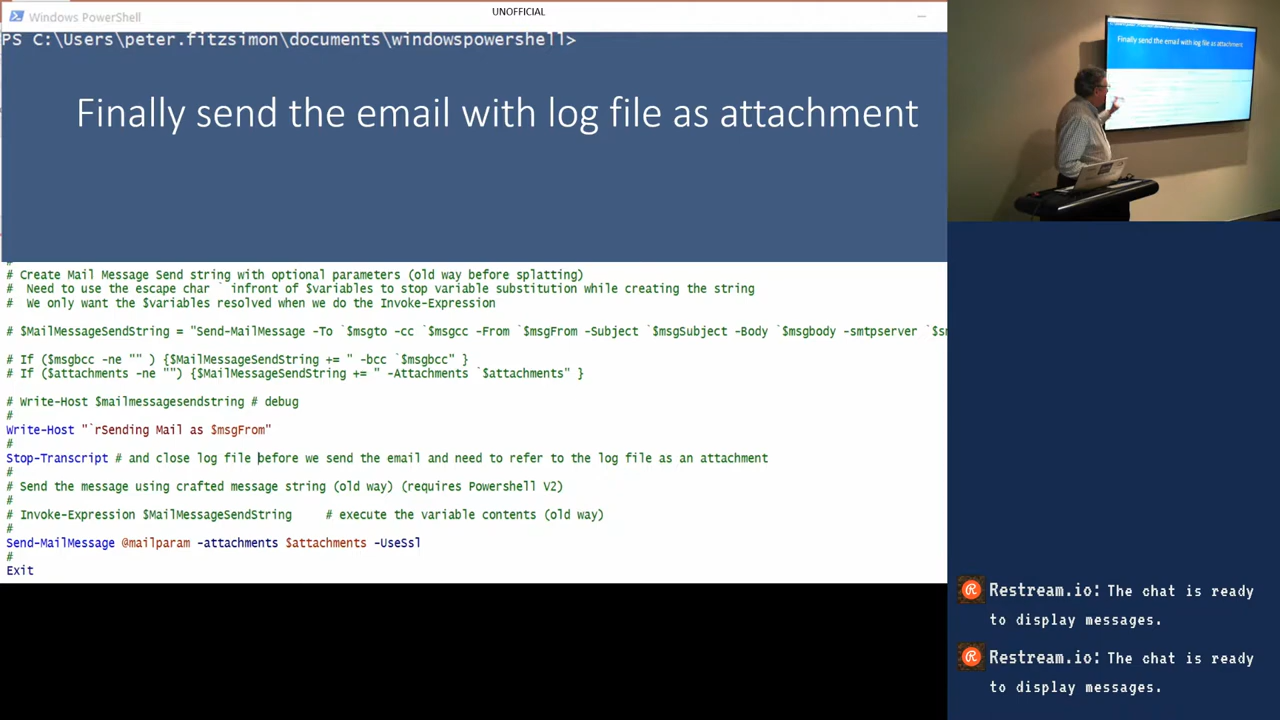 UNOFFICIAL
Windows PowerShell
PS C:\Users\peter.fitzsimon\documents\windowspowershell>
Finally send the email with log file as attachment
#
# Create Mail Message Send string with optional parameters (old way before splatting)
#  Need to use the escape char ` infront of $variables to stop variable substitution while creating the string
#  We only want the $variables resolved when we do the Invoke-Expression
# $MailMessageSendString = "Send-MailMessage -To `$msgto -cc `$msgcc -From `$msgFrom -Subject `$msgSubject -Body `$msgbody -smtpserver `$s
# If ($msgbcc -ne "" ) {$MailMessageSendString += " -bcc `$msgbcc" }
# If ($attachments -ne "") {$MailMessageSendString += " -Attachments `$attachments" }
# Write-Host $mailmessagesendstring # debug
#
Write-Host "`rSending Mail as $msgFrom"
#
Stop-Transcript # and close log file before we send the email and need to refer to the log file as an attachment
#
# Send the message using crafted message string (old way) (requires Powershell V2)
#
# Invoke-Expression $MailMessageSendString     # execute the variable contents (old way)
#
Send-MailMessage @mailparam -attachments $attachments -UseSsl
#
Exit
Finally send the email with log file as attachment
Restream.io: The chat is ready
to display messages.
Restream.io: The chat is ready
to display messages.